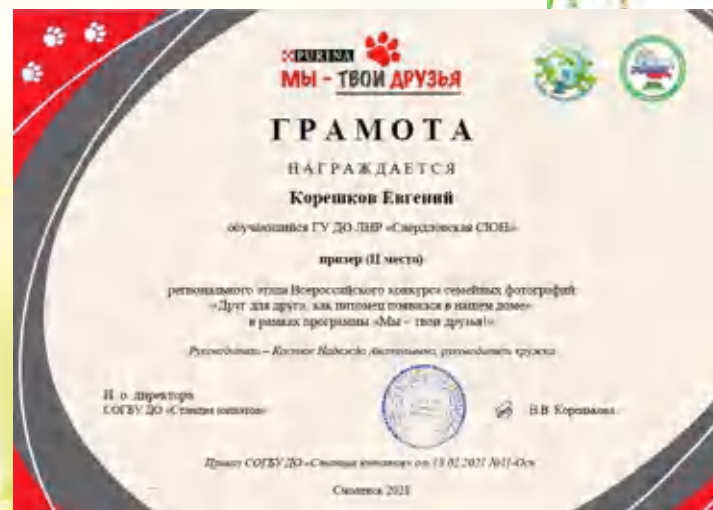 PURINA
МЫ - ТВОИ ДРУЗЬЯ
ГРАМОТА
НАГРАЖДАЕТСЯ
Корешков Евгений
обучающийся ГУ ДО ЛНР «Свердловская СЮН»
призер (II место)
регионального этапа Всероссийского конкурса семейных фотографий
«Друг для друга, как питомец появился в нашем доме»
в рамках программы «Мы – твои друзья!»
Руководитель – Надежда Анатольевна, руководитель кружка
И. о. директора
СОГБУ ДО «Станция юннатов»
В.В.
Приказ СОГБУ ДО «Станция юннатов» от 15.02.2021 №11-Осн
Смоленск 2021